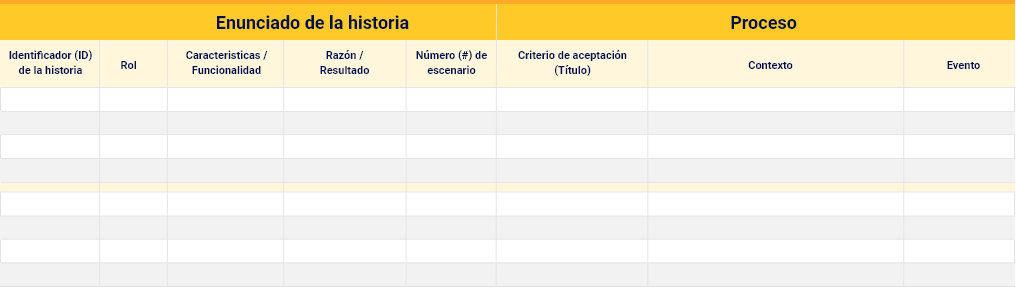 Enunciado de la historia
Proceso
Identificador (ID)
de la historia
Rol
Caracteristicas /
Funcionalidad
Razón /
Resultado
Número (#) de
escenario
Criterio de aceptación
(Título)
Contexto
Evento